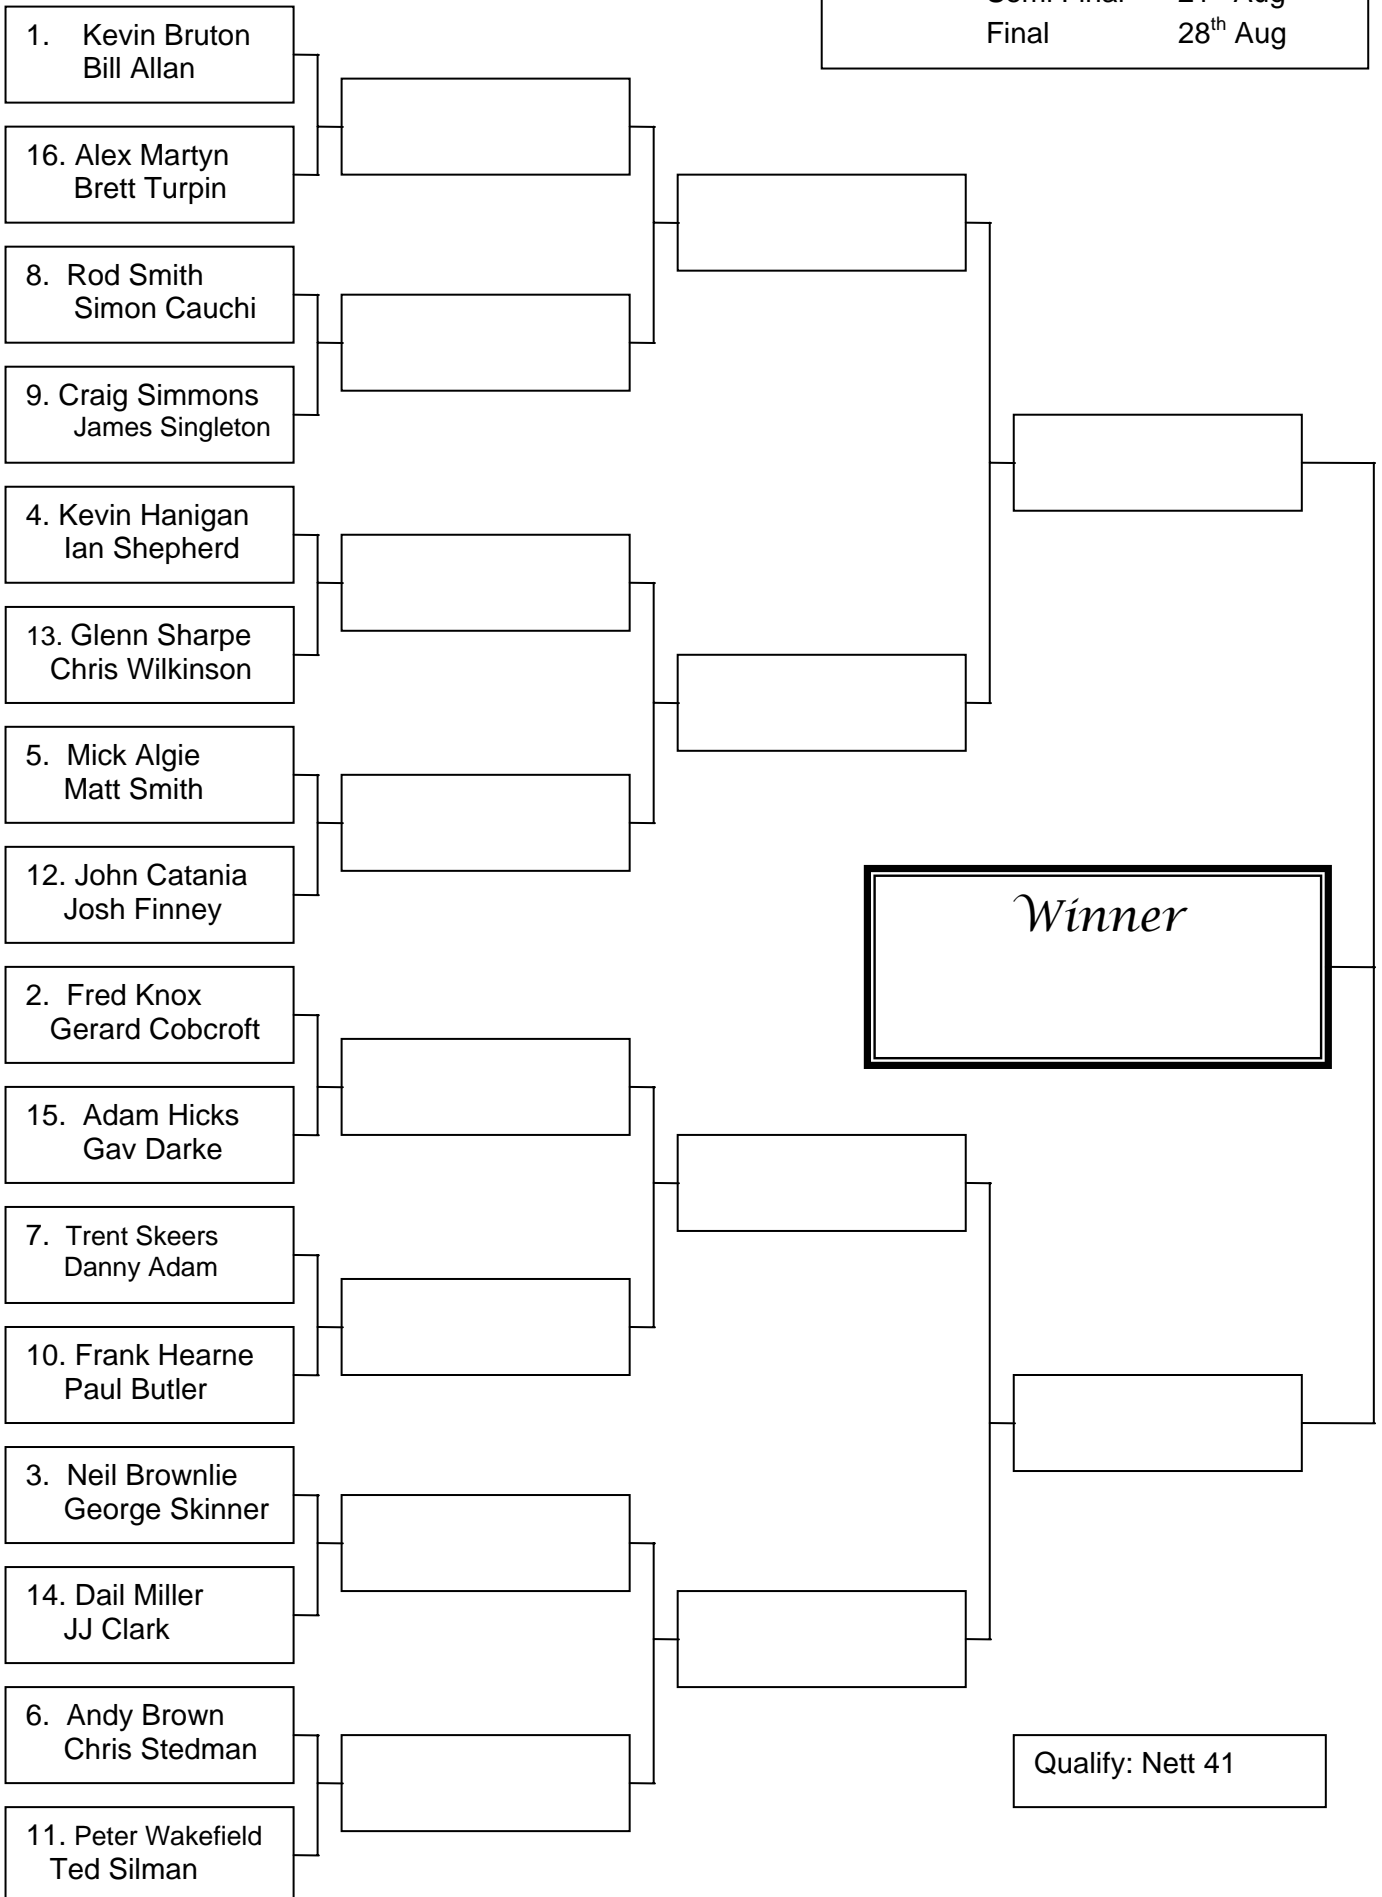 Final 28th Aug
1. Kevin Bruton
Bill Allan
16. Alex Martyn
Brett Turpin
8. Rod Smith
Simon Cauchi
9. Craig Simmons
James Singleton
4. Kevin Hanigan
Ian Shepherd
13. Glenn Sharpe
Chris Wilkinson
5. Mick Algie
Matt Smith
12. John Catania
Josh Finney
Winner
2. Fred Knox
Gerard Cobcroft
15. Adam Hicks
Gav Darke
7. Trent Skeers
Danny Adam
10. Frank Hearne
Paul Butler
3. Neil Brownlie
George Skinner
14. Dail Miller
JJ Clark
6. Andy Brown
Chris Stedman
Qualify: Nett 41
11. Peter Wakefield
Ted Silman